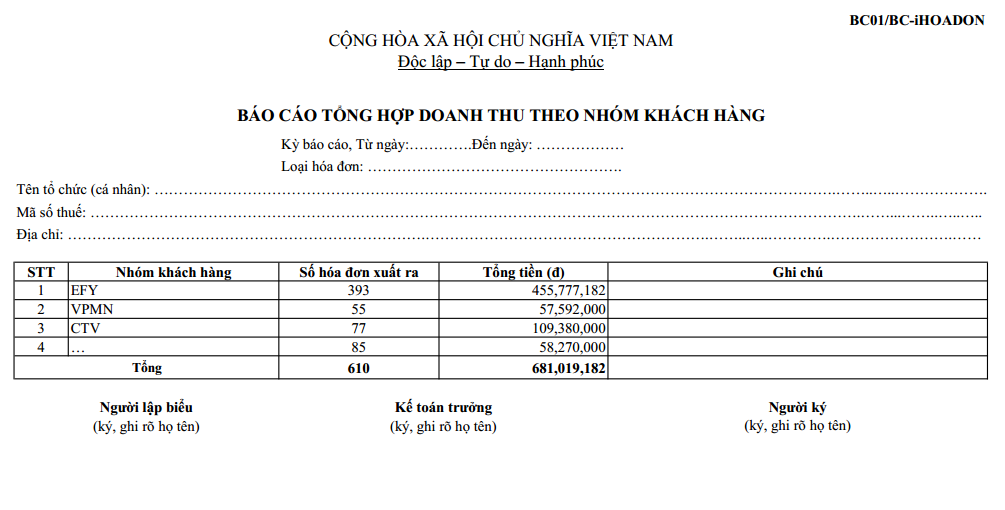 BC01/BC-iHOADON
CỘNG HÒA XÃ HỘI CHỦ NGHĨA VIỆT NAM
Độc lập – Tự do – Hạnh phúc
BÁO CÁO TỔNG HỢP DOANH THU THEO NHÓM KHÁCH HÀNG
Kỳ báo cáo, Từ ngày:………….Đến ngày: ………………
Loại hóa đơn: …………………………………………….
Tên tổ chức (cá nhân): ……………………………………………………………………………………
Mã số thuế: ……………………………………………………………………………………
Địa chỉ: ……………………………………………………………………………………
STT Nhóm khách hàng Số hóa đơn xuất ra Tổng tiền (đ) Ghi chú
1 EFY 393 455,777,182
2 VPMN 55 57,592,000
3 CTV 77 109,380,000
4 … 85 58,270,000
Tổng 610 681,019,182
Người lập biểu Kế toán trưởng Người ký
(ký, ghi rõ họ tên) (ký, ghi rõ họ tên) (ký, ghi rõ họ tên)